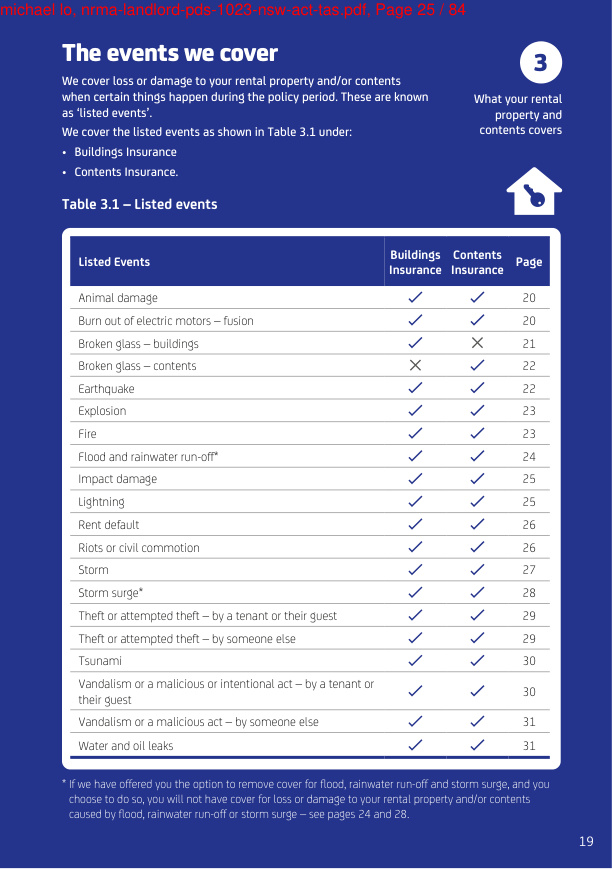 michael lo, nrma-landlord-pds-1023-nsw-act-tas.pdf, Page 25 / 84
The events we cover
We cover loss or damage to your rental property and/or contents
when certain things happen during the policy period. These are known
as ‘listed events’.
We cover the listed events as shown in Table 3.1 under:
• Buildings Insurance
• Contents Insurance.
3
What your rental
property and
contents covers
Table 3.1 – Listed events
Listed Events Buildings Insurance Contents Insurance Page
Animal damage ✓ ✓ 20
Burn out of electric motors – fusion ✓ ✓ 20
Broken glass – buildings ✓ ✗ 21
Broken glass – contents ✗ ✓ 22
Earthquake ✓ ✓ 22
Explosion ✓ ✓ 23
Fire ✓ ✓ 23
Flood and rainwater run-off* ✓ ✓ 24
Impact damage ✓ ✓ 25
Lightning ✓ ✓ 25
Rent default ✓ ✓ 26
Riots or civil commotion ✓ ✓ 26
Storm ✓ ✓ 27
Storm surge* ✓ ✓ 28
Theft or attempted theft – by a tenant or their guest ✓ ✓ 29
Theft or attempted theft – by someone else ✓ ✓ 29
Tsunami ✓ ✓ 30
Vandalism or a malicious or intentional act – by a tenant or
their guest ✓ ✓ 30
Vandalism or a malicious act – by someone else ✓ ✓ 31
Water and oil leaks ✓ ✓ 31
* If we have offered you the option to remove cover for flood, rainwater run-off and storm surge, and you
choose to do so, you will not have cover for loss or damage to your rental property and/or contents
caused by flood, rainwater run-off or storm surge – see pages 24 and 28.
19